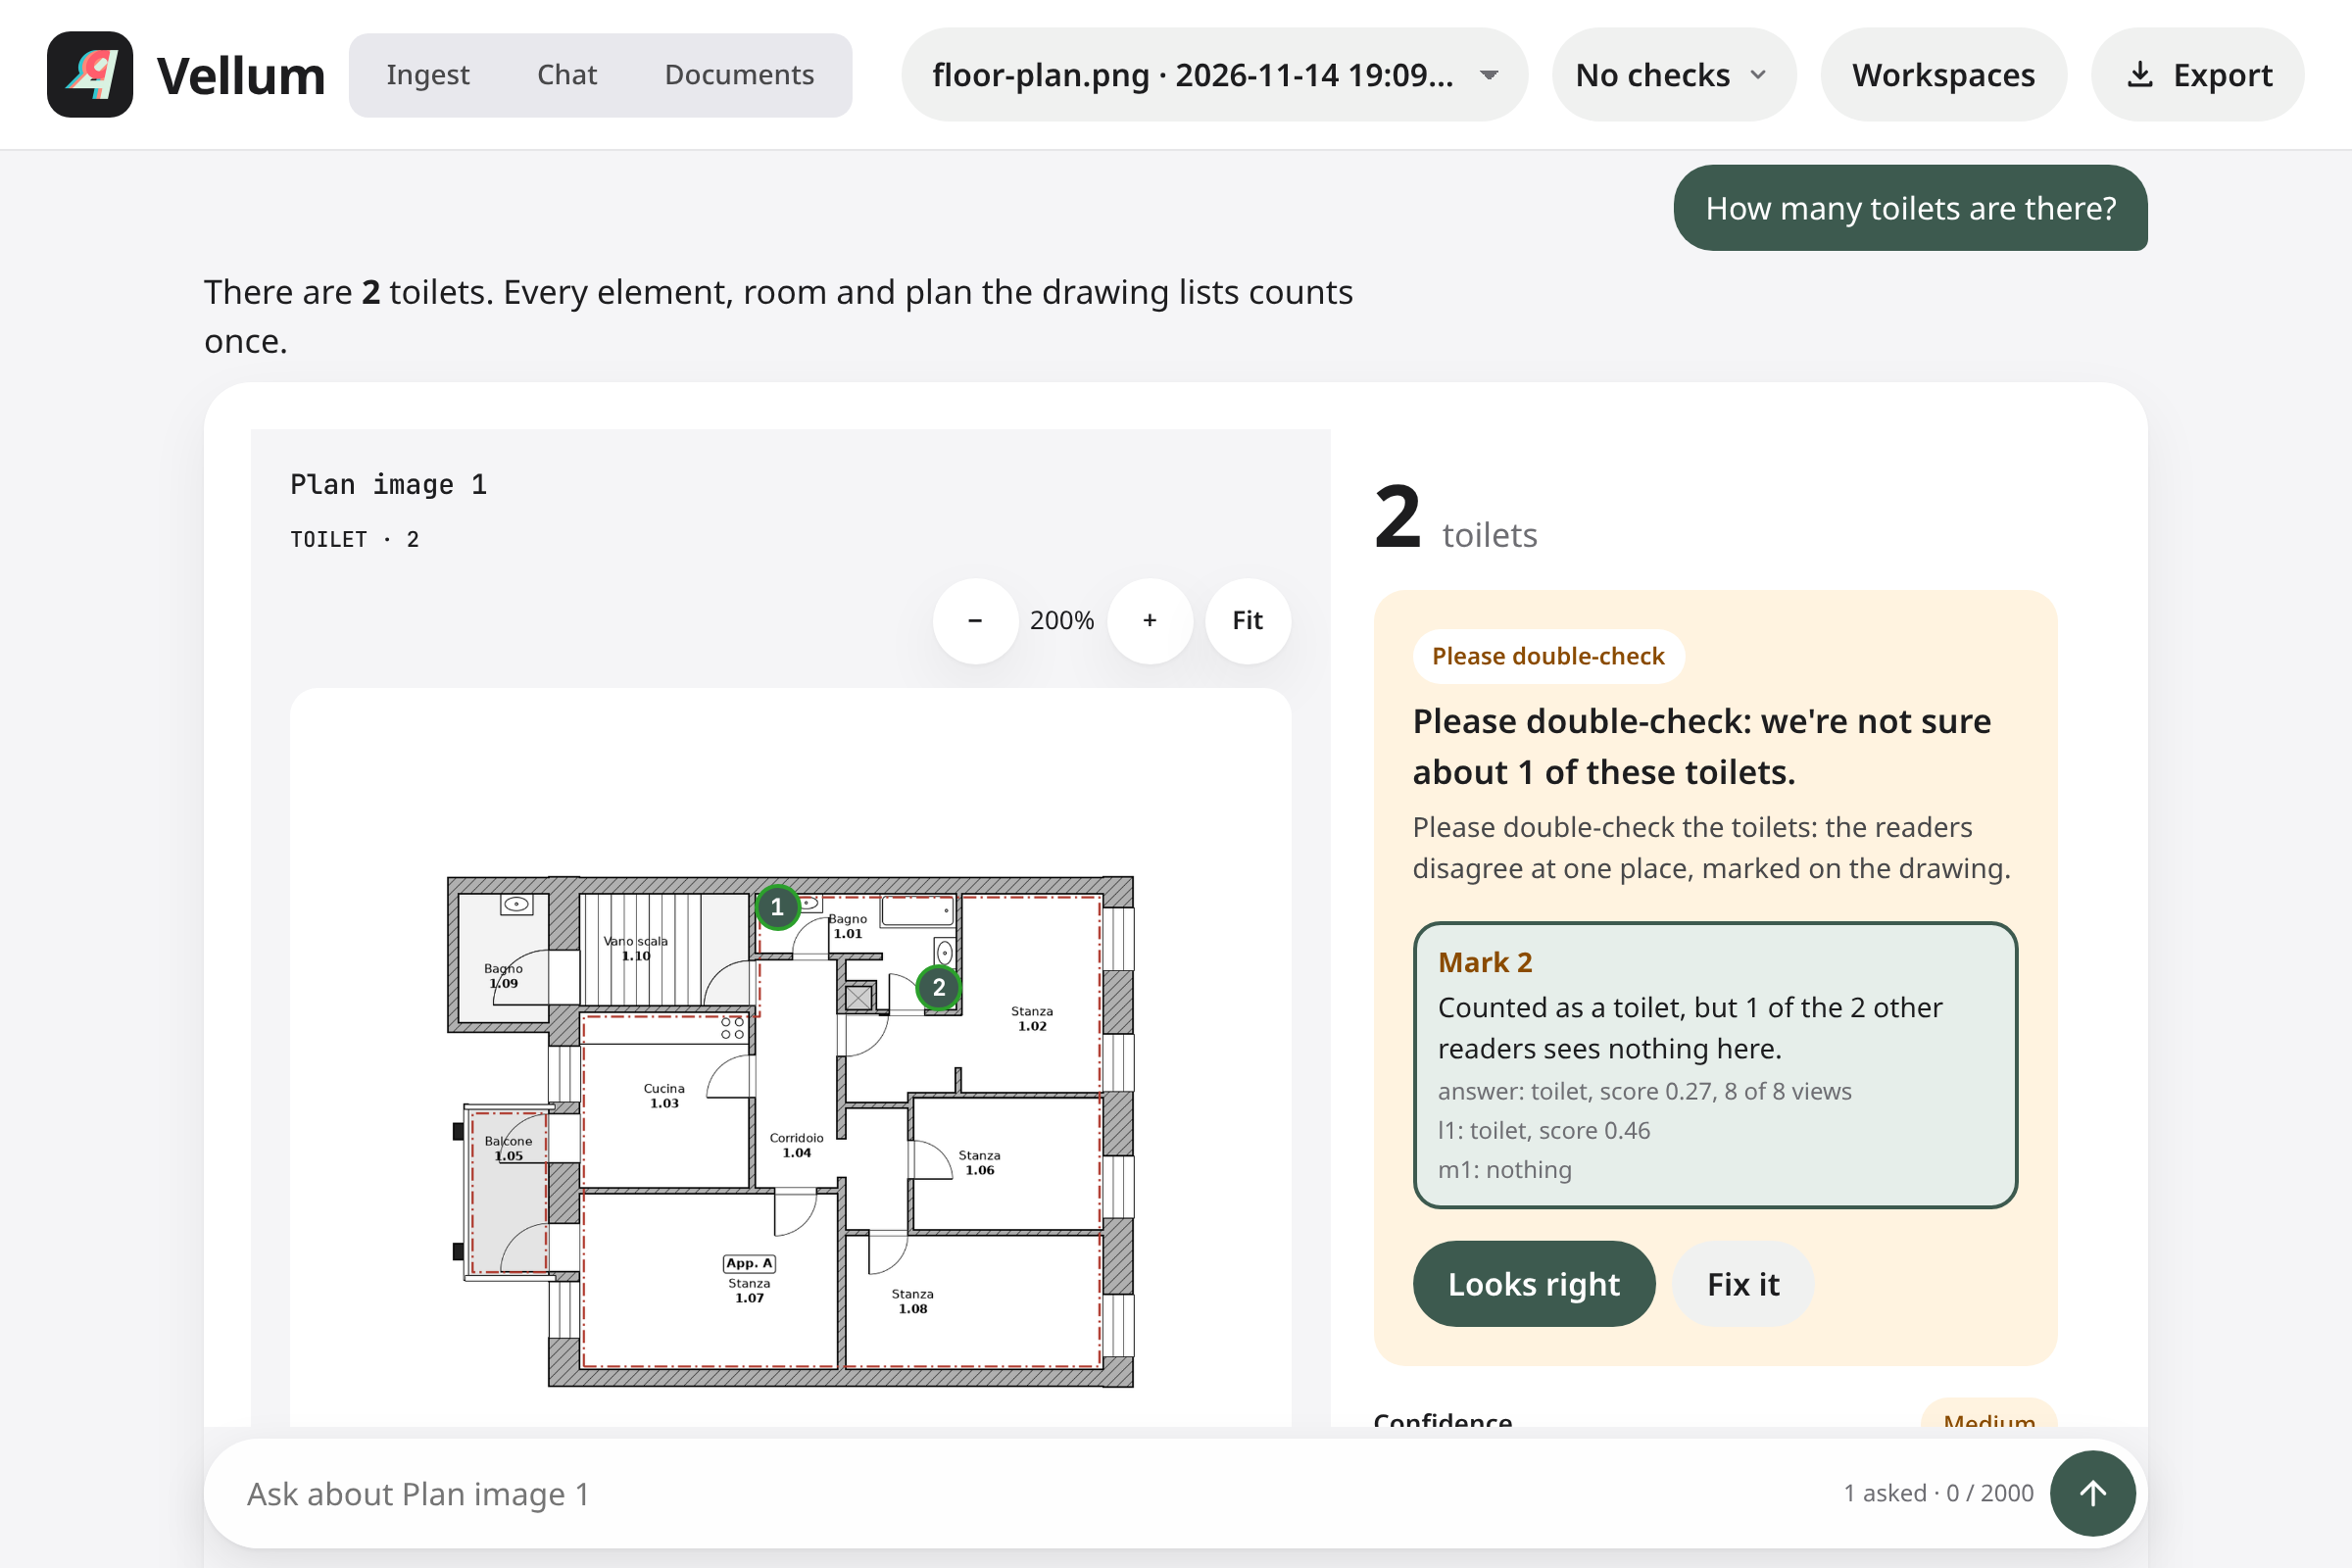 Vellum
Ingest
Chat
Documents
floor-plan.png · 2026-11-14 19:09...
No checks
Workspaces
Export
How many toilets are there?
There are 2 toilets. Every element, room and plan the drawing lists counts
once.
Plan image 1
TOILET · 2
− 200% + Fit
1
Bagno
1.01
Vano scala
1.10
Bagno
1.09
2
Stanza
1.02
Cucina
1.03
Corridoio
1.04
Balcone
1.05
Stanza
1.06
App. A
Stanza
1.07
Stanza
1.08
2 toilets
Please double-check
Please double-check: we're not sure
about 1 of these toilets.
Please double-check the toilets: the readers
disagree at one place, marked on the drawing.
Mark 2
Counted as a toilet, but 1 of the 2 other
readers sees nothing here.
answer: toilet, score 0.27, 8 of 8 views
l1: toilet, score 0.46
m1: nothing
Looks right
Fix it
Confidence
Medium
Ask about Plan image 1
1 asked · 0 / 2000